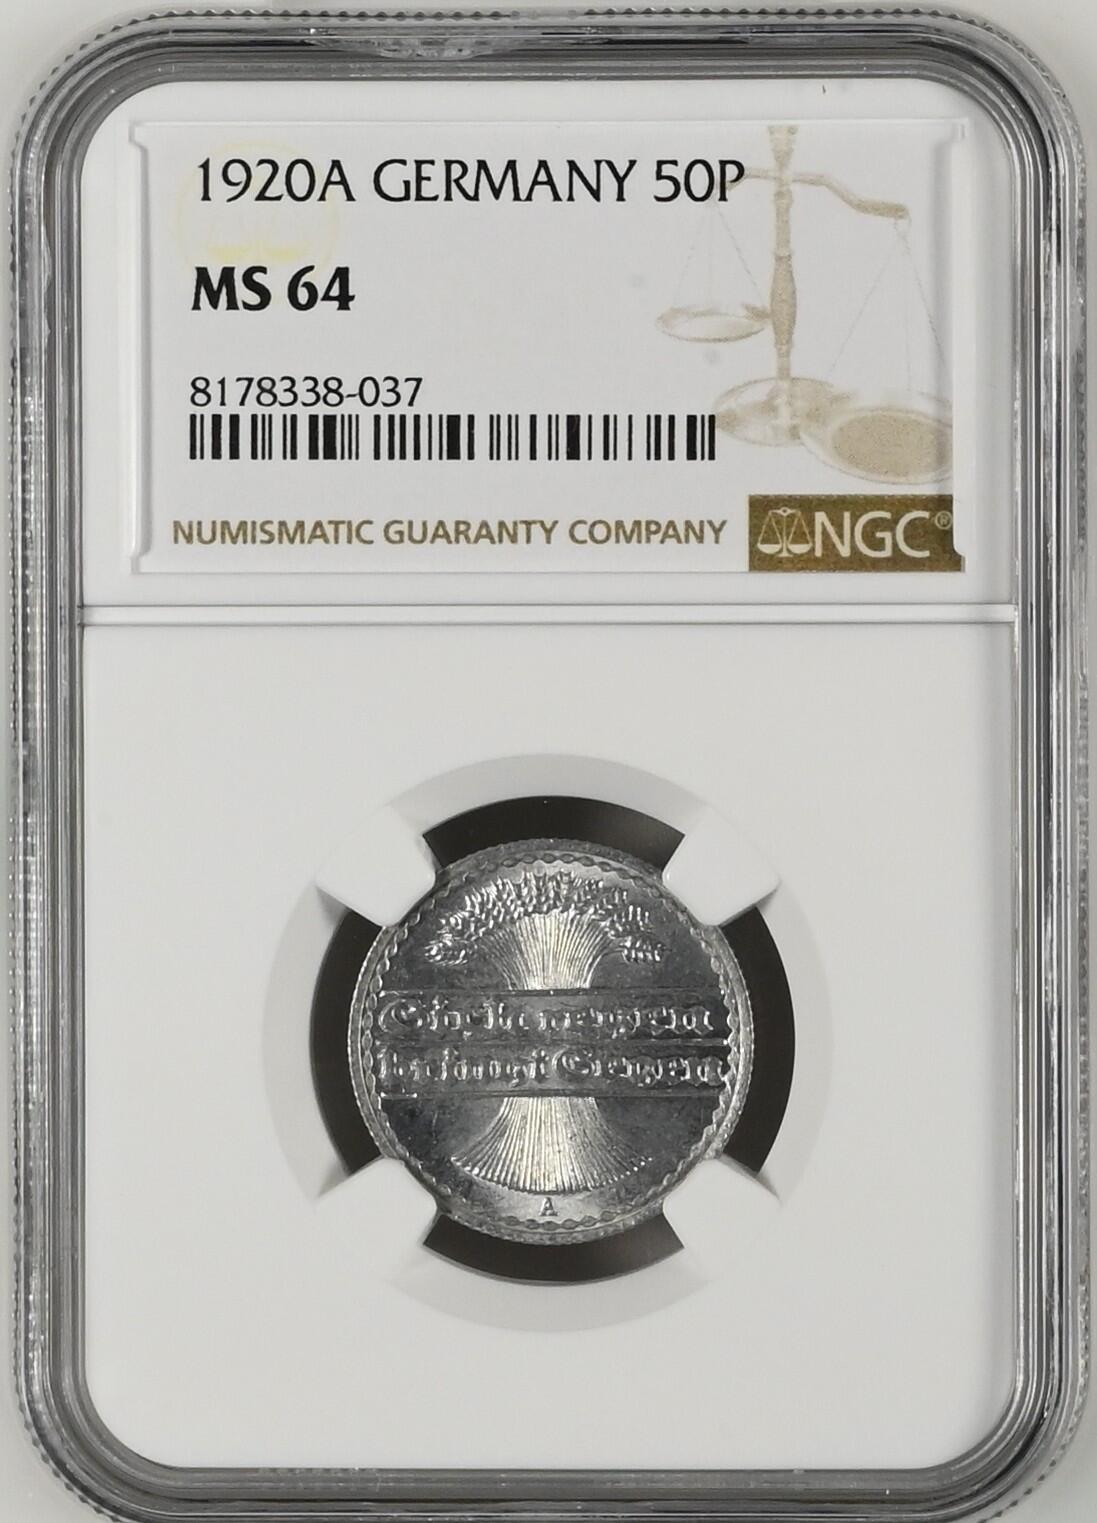 1920A GERMANY 50P
MS 64
8178338-037
NUMISMATIC GUARANTY COMPANY
NGC®
Sich regen
bringt Segen
A